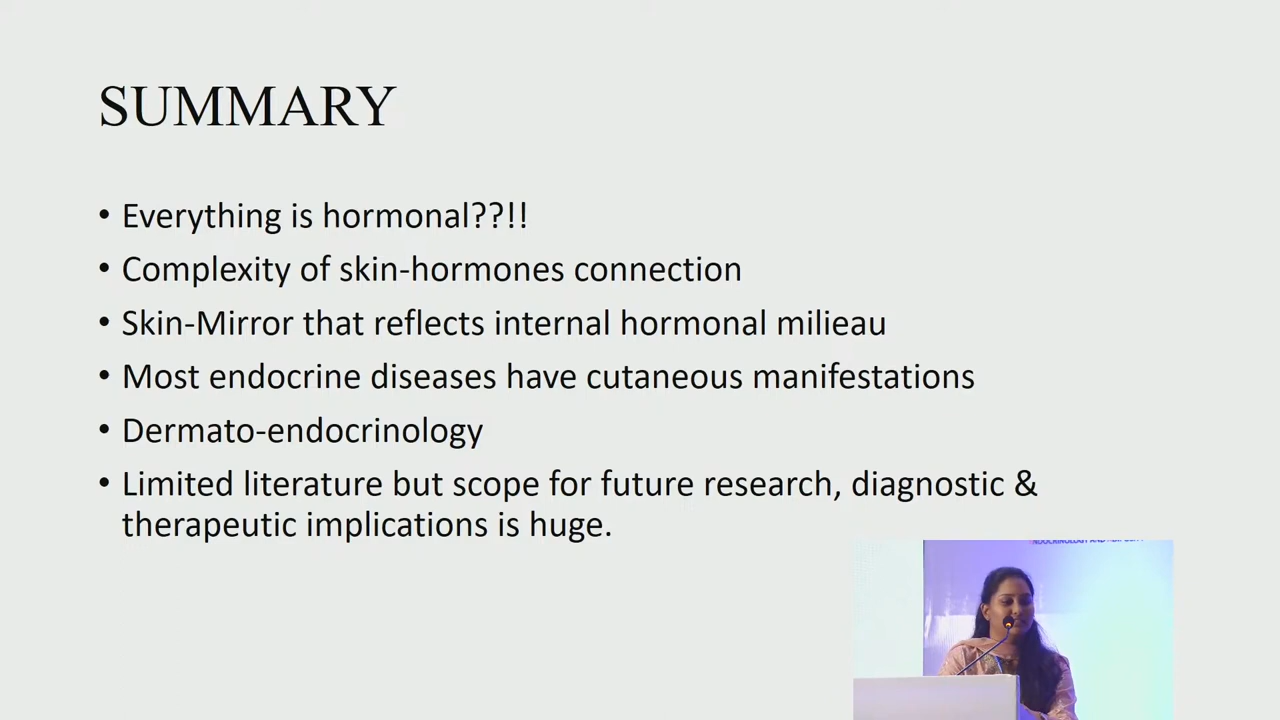 SUMMARY
• Everything is hormonal??!!
• Complexity of skin-hormones connection
• Skin-Mirror that reflects internal hormonal milieau
• Most endocrine diseases have cutaneous manifestations
• Dermato-endocrinology
• Limited literature but scope for future research, diagnostic &
therapeutic implications is huge.
AND